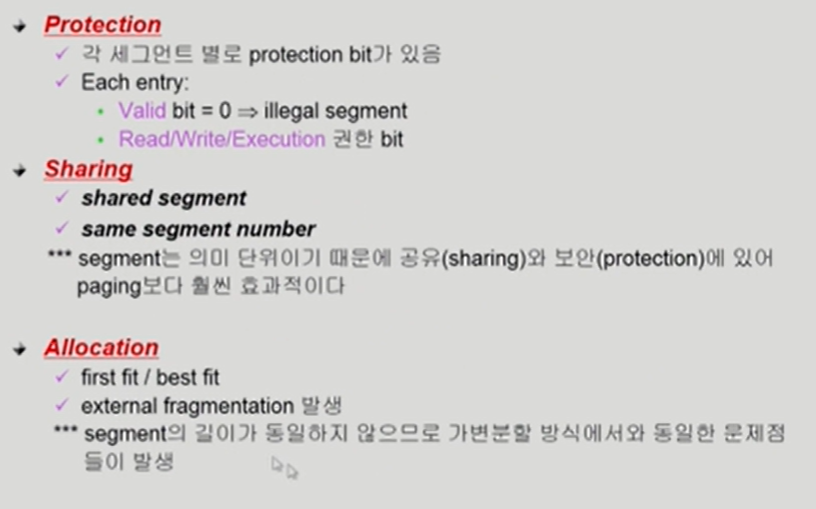 Protection
각 세그먼트 별로 protection bit가 있음
Each entry:
Valid bit = 0 ⇒ illegal segment
Read/Write/Execution 권한 bit
Sharing
shared segment
same segment number
*** segment는 의미 단위이기 때문에 공유(sharing)와 보안(protection)에 있어
paging보다 훨씬 효과적이다
Allocation
first fit / best fit
external fragmentation 발생
*** segment의 길이가 동일하지 않으므로 가변분할 방식에서와 동일한 문제점
들이 발생